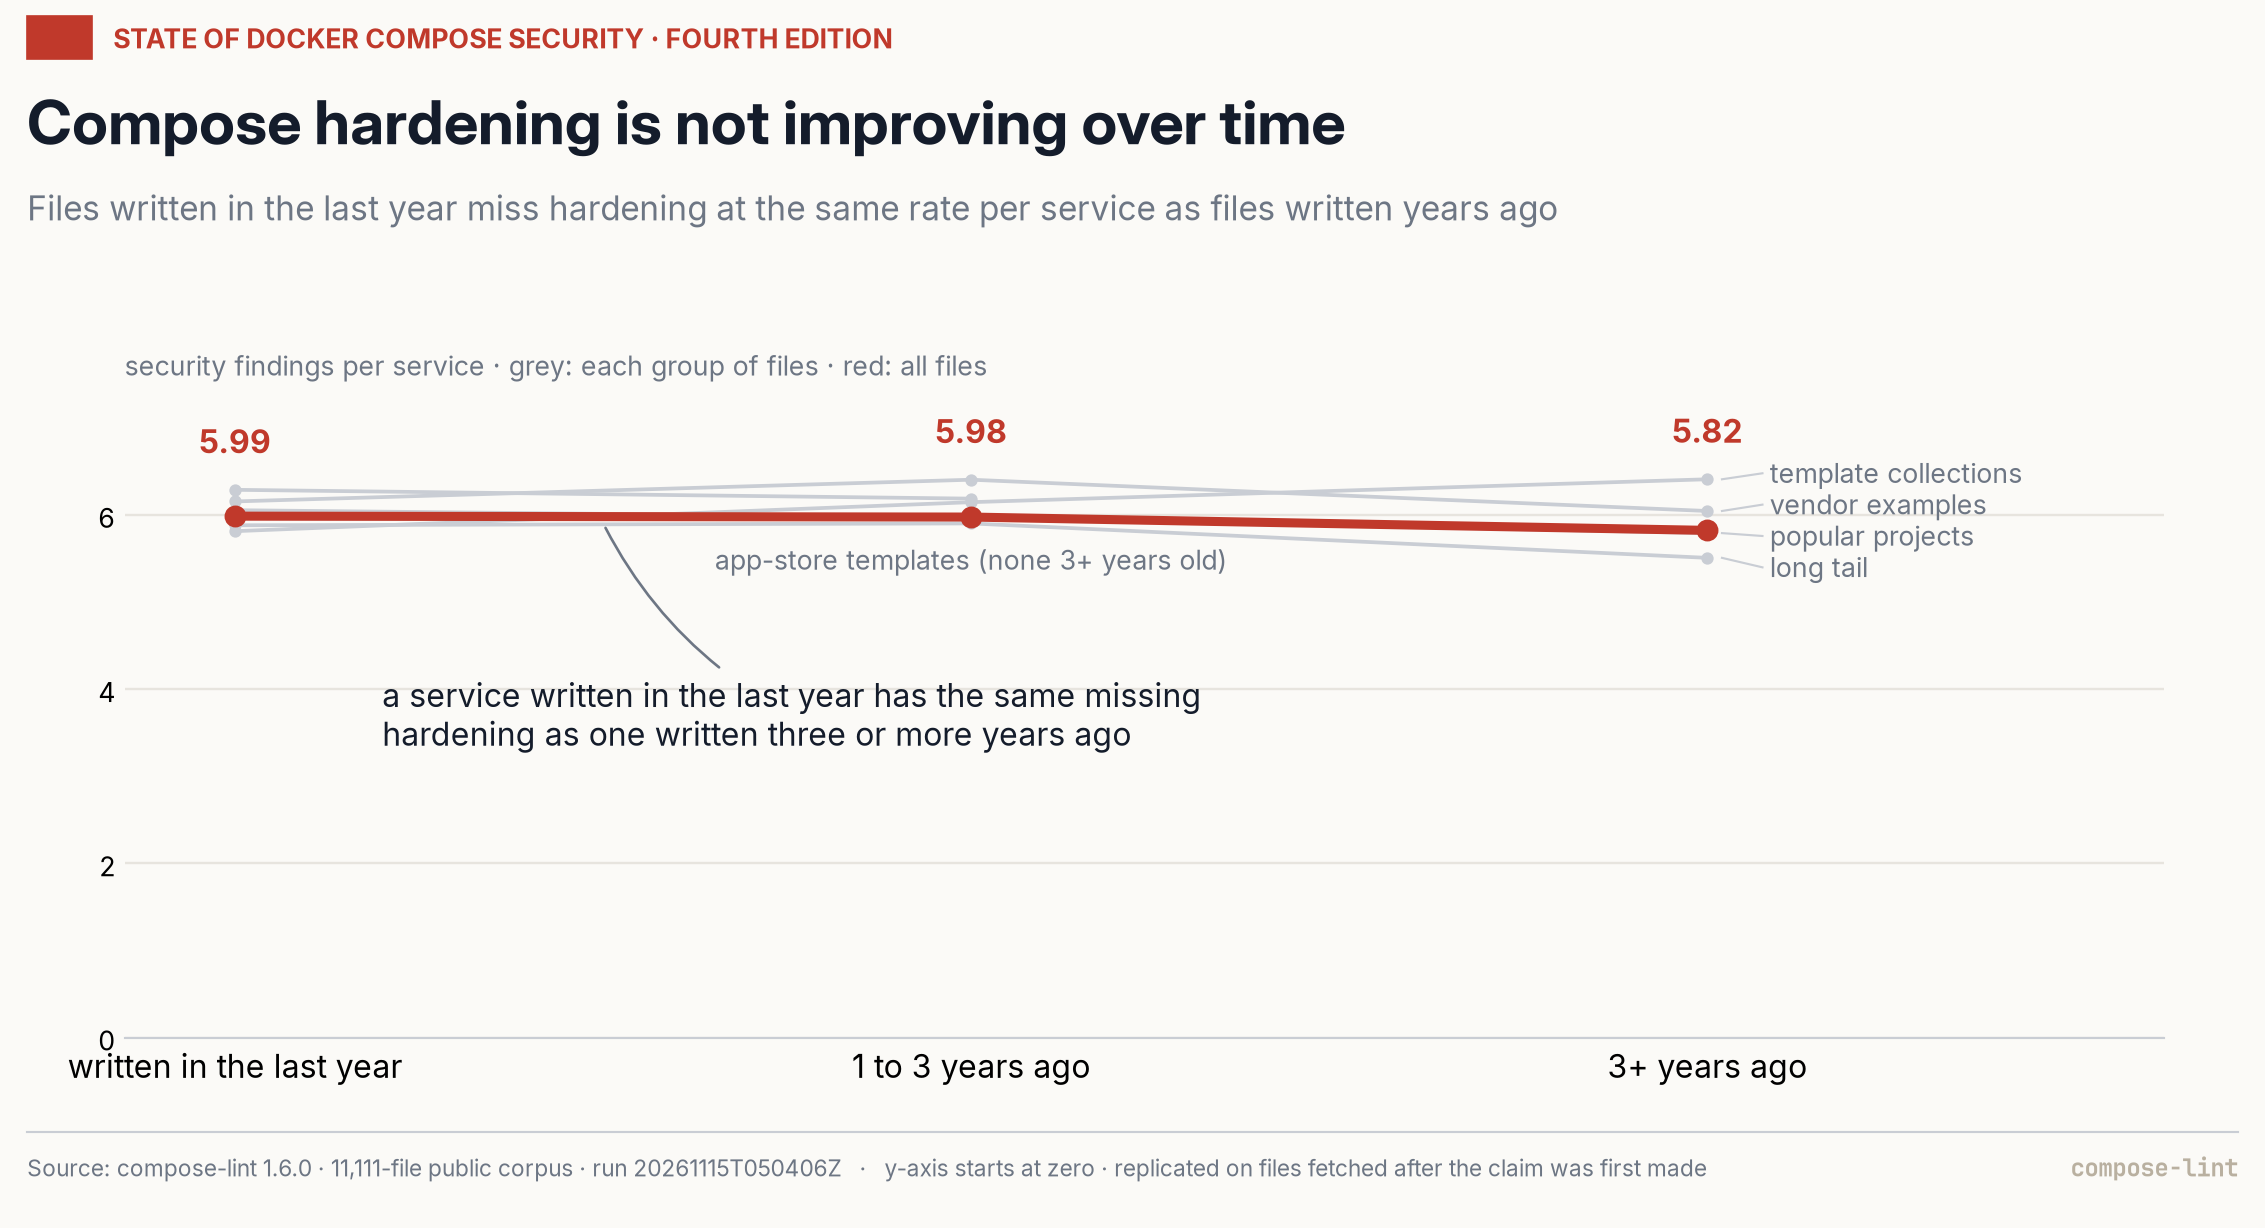 STATE OF DOCKER COMPOSE SECURITY · FOURTH EDITION
Compose hardening is not improving over time
Files written in the last year miss hardening at the same rate per service as files written years ago
security findings per service · grey: each group of files · red: all files
5.99
5.98
5.82
template collections
vendor examples
popular projects
long tail
6
app-store templates (none 3+ years old)
4
a service written in the last year has the same missing
hardening as one written three or more years ago
2
0
written in the last year
1 to 3 years ago
3+ years ago
Source: compose-lint 1.6.0 · 11,111-file public corpus · run 20261115T050406Z · y-axis starts at zero · replicated on files fetched after the claim was first made
compose-lint